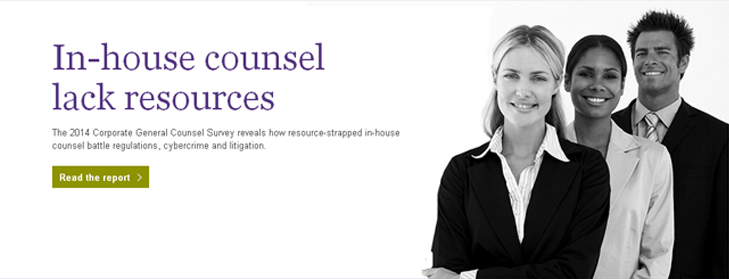 In-house counsel
lack resources
The 2014 Corporate General Counsel Survey reveals how resource-strapped in-house
counsel battle regulations, cybercrime and litigation.
Read the report >